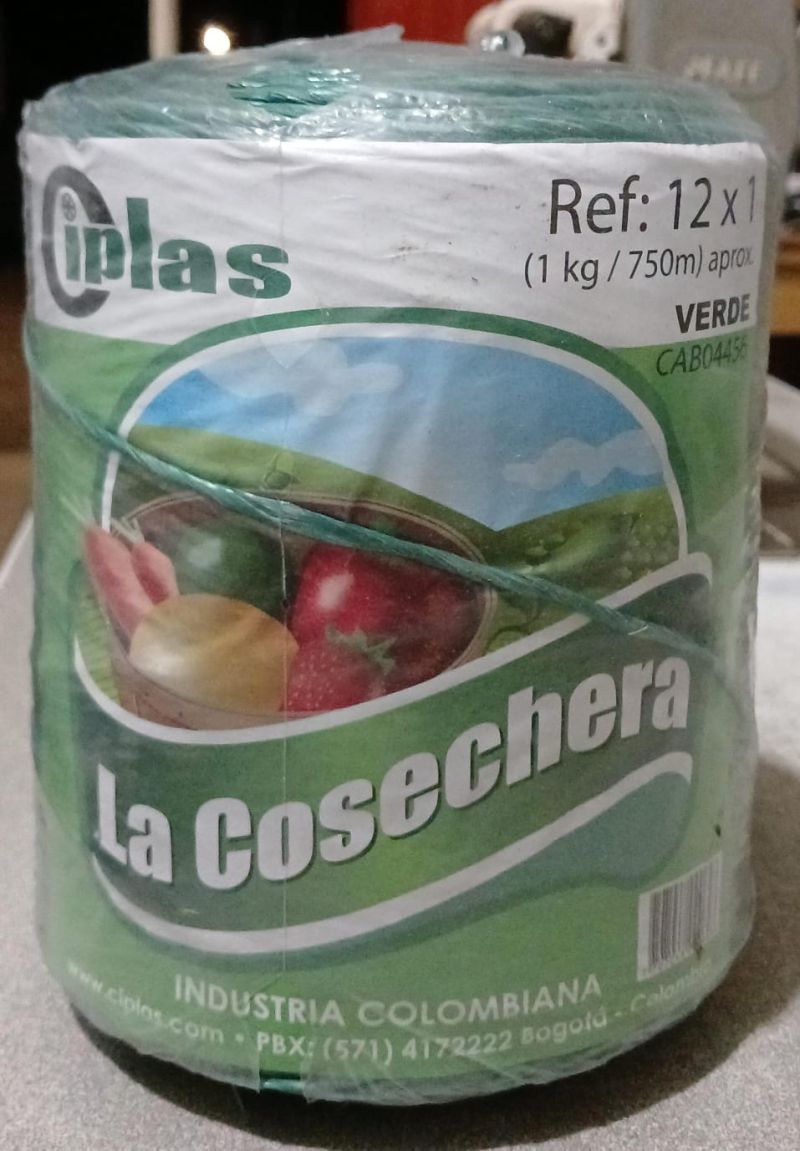 Ciplas
Ref: 12 x 1
(1 kg / 750m) aprox.
VERDE
CAB04456
La Cosechera
INDUSTRIA COLOMBIANA
www.ciplas.com • PBX: (571) 4172222 Bogotá - Colombia